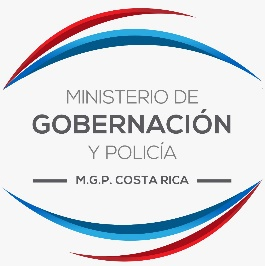 MINISTERIO DE
GOBERNACIÓN
Y POLICÍA
M.G.P. COSTA RICA